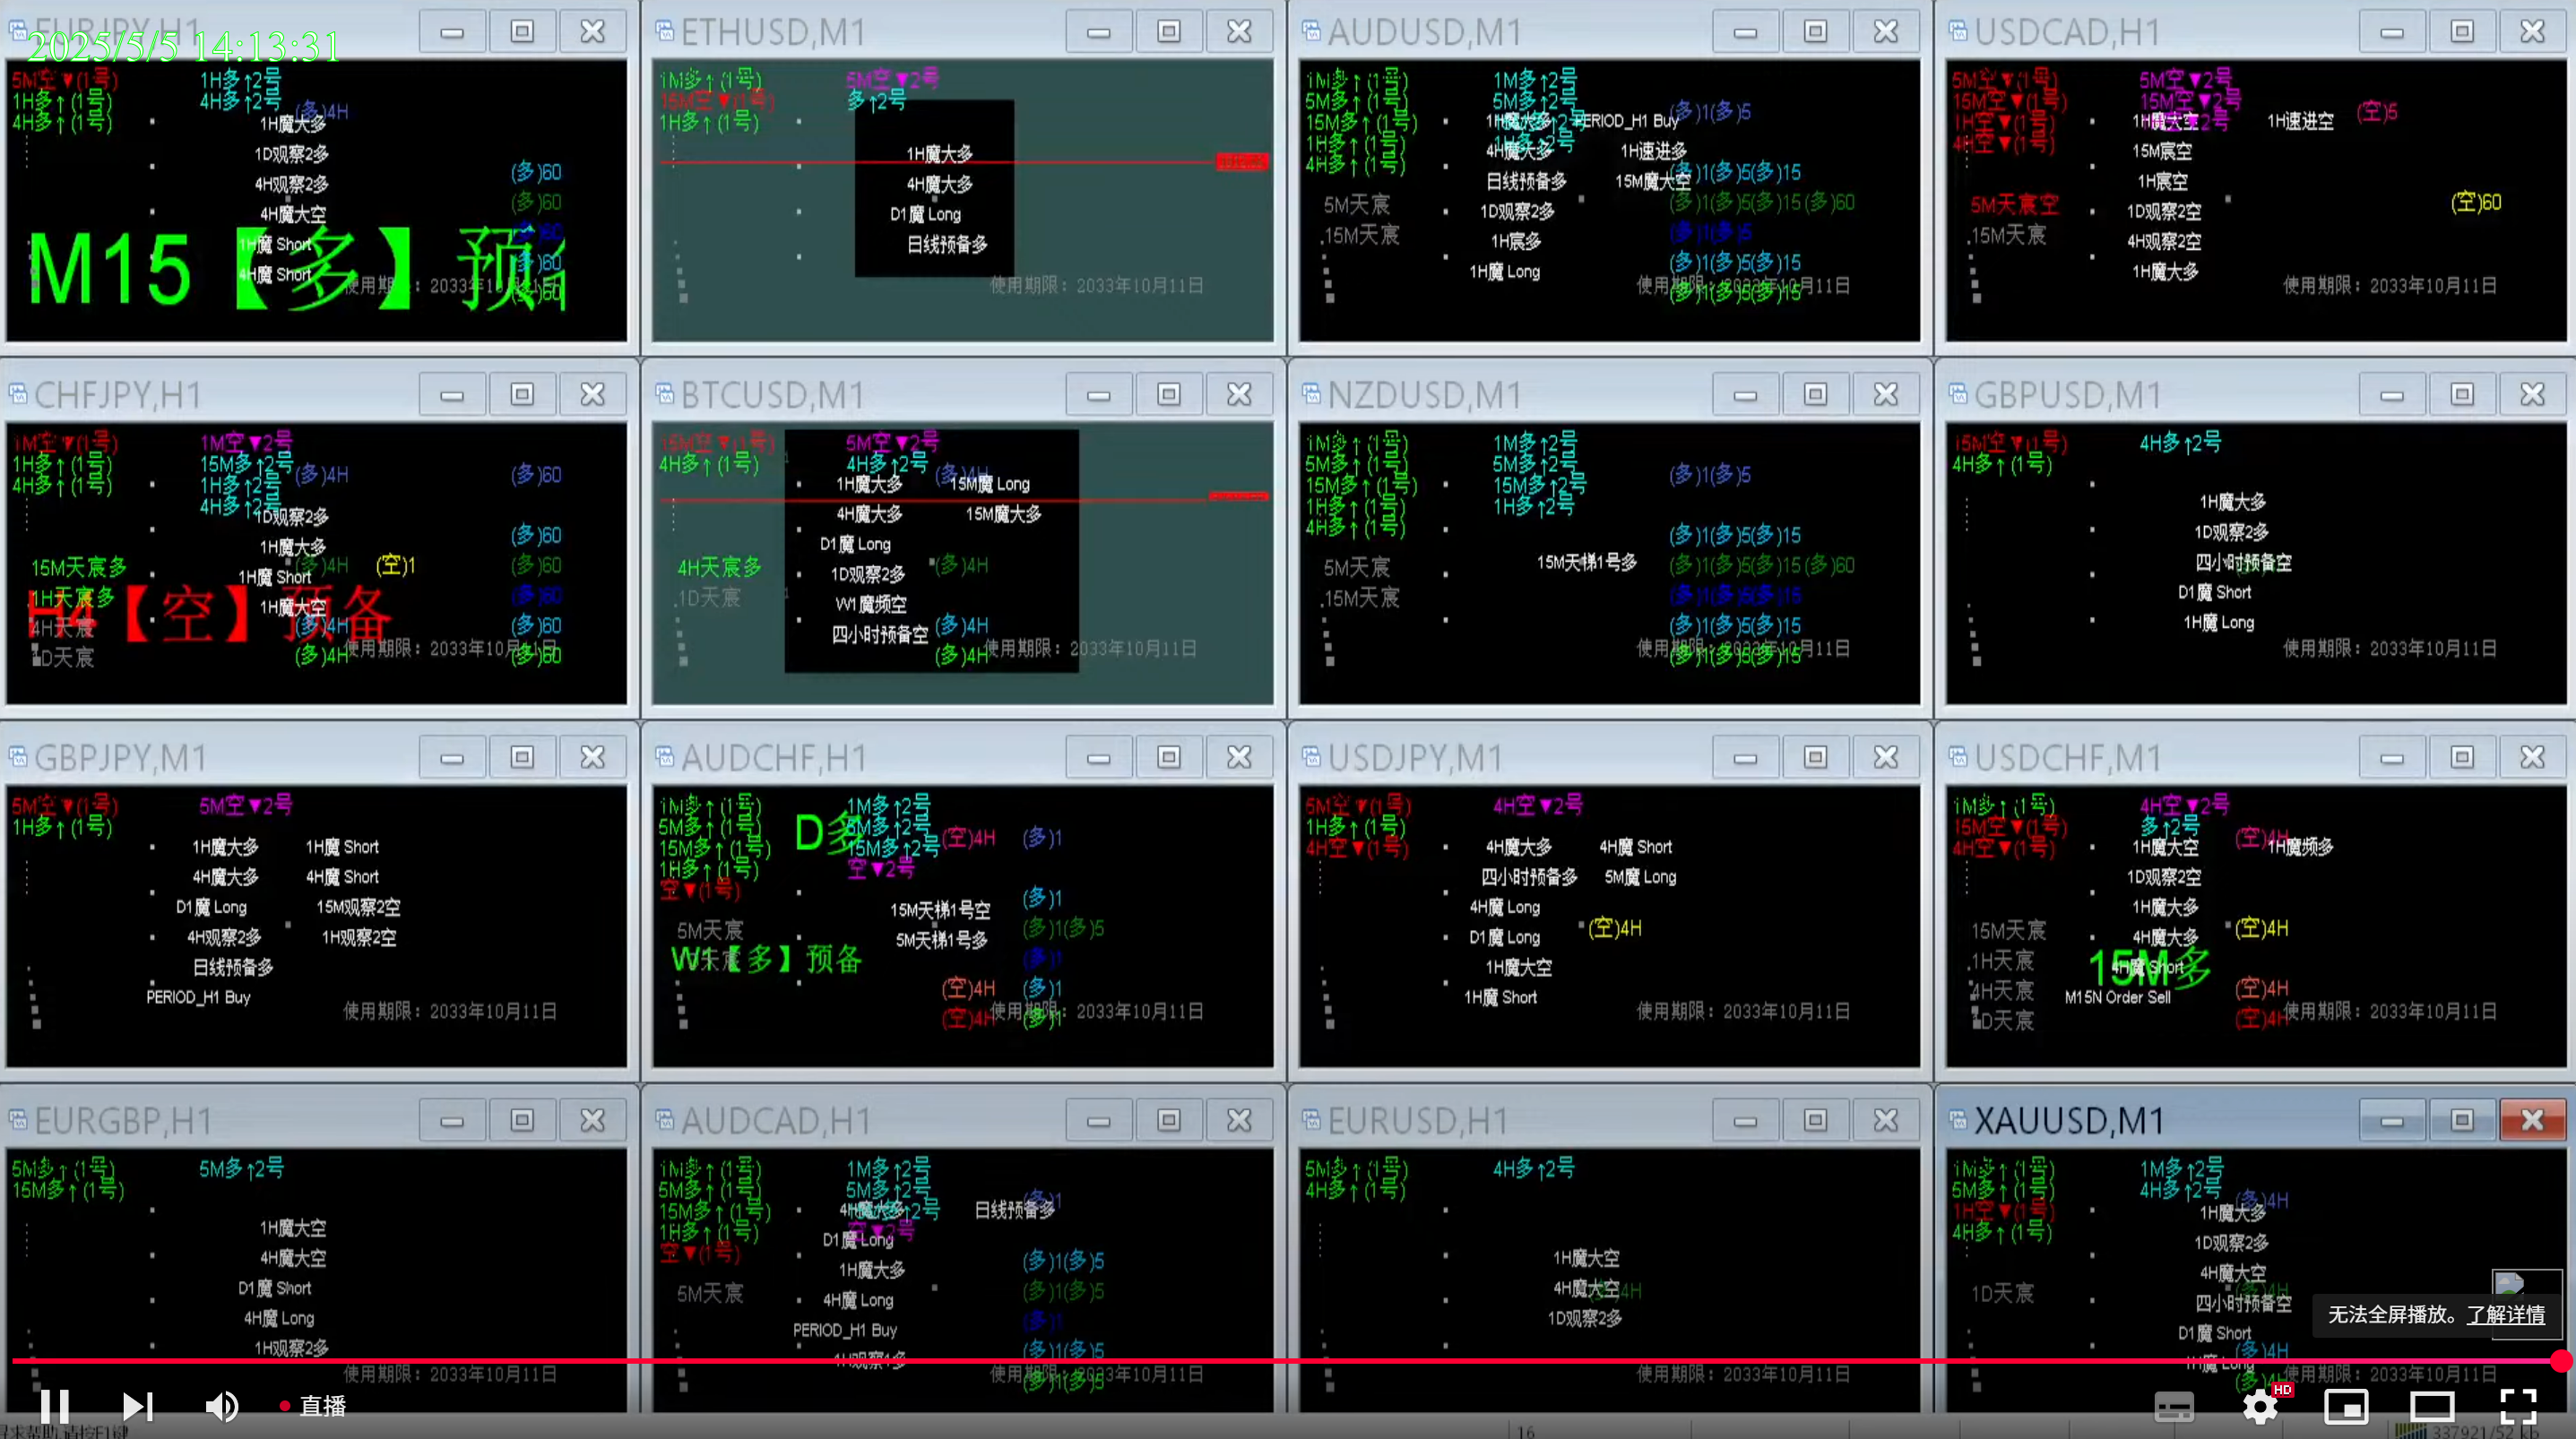 EURJPY,H1
2025/5/5 14:13:31
5M空▼(1号)
1H多↑2号
1H多↑(1号)
4H多↑2号
(多)4H
4H多↑(1号)
1H魔大多
1D观察2多
4H观察2多
(多)60
4H魔大空
(多)60
1H魔 Short
(多)60
M15【多】预
4H魔 Short
(多)60
使用期限：2033年10月11日
(多)60
ETHUSD,M1
1M多↑(1号)
5M空▼2号
15M空▼(1号)
多↑2号
1H多↑(1号)
1H魔大多
4H魔大多
D1魔 Long
日线预备多
使用期限：2033年10月11日
AUDUSD,M1
1M多↑(1号)
1M多↑2号
5M多↑(1号)
5M多↑2号
(多)1(多)5
15M多↑(1号)
1H魔大多
PERIOD_H1 Buy
1H多↑(1号)
1H多↑2号
4H魔大多
1H速进多
4H多↑(1号)
(多)1(多)5(多)15
日线预备多
15M魔大空
5M天宸
1D观察2多
(多)1(多)5(多)15(多)60
15M天宸
1H宸多
(多)1(多)5
(多)1(多)5(多)15
1H魔 Long
使用期限：2033年10月11日
(多)1(多)5(多)15
USDCAD,H1
5M空▼(1号)
5M空▼2号
15M空▼(1号)
15M空▼2号
(空)5
1H空▼(1号)
1H魔大空
1H速进空
4H空▼(1号)
15M宸空
1H宸空
5M天宸空
1D观察2空
(空)60
15M天宸
4H观察2空
1H魔大多
使用期限：2033年10月11日
CHFJPY,H1
1M空▼(1号)
1M空▼2号
1H多↑(1号)
15M多↑2号
(多)4H
(多)60
4H多↑(1号)
1H多↑2号
4H多↑2号
1D观察2多
(多)60
1H魔大多
15M天宸多
(多)4H
(空)1
(多)60
1H魔 Short
1H天宸多
(多)60
1H魔大空
H4【空】预备
4H天宸
(多)4H
(多)60
使用期限：2033年10月11日
1D天宸
(多)4H
(多)60
BTCUSD,M1
15M空▼(1号)
5M空▼2号
4H多↑(1号)
4H多↑2号
(多)4H
1H魔大多
15M魔 Long
4H魔大多
15M魔大多
D1魔 Long
4H天宸多
1D观察2多
(多)4H
1D天宸
W1魔频空
四小时预备空
(多)4H
(多)4H
使用期限：2033年10月11日
NZDUSD,M1
1M多↑(1号)
1M多↑2号
5M多↑(1号)
5M多↑2号
(多)1(多)5
15M多↑(1号)
15M多↑2号
1H多↑(1号)
1H多↑2号
4H多↑(1号)
(多)1(多)5(多)15
5M天宸
15M天梯1号多
(多)1(多)5(多)15(多)60
15M天宸
(多)1(多)5(多)15
(多)1(多)5(多)15
使用期限：2033年10月11日
(多)1(多)5(多)15
GBPUSD,M1
15M空▼(1号)
4H多↑2号
4H多↑(1号)
1H魔大多
1D观察2多
四小时预备空
D1魔 Short
1H魔 Long
使用期限：2033年10月11日
GBPJPY,M1
5M空▼(1号)
5M空▼2号
1H多↑(1号)
1H魔大多
1H魔 Short
4H魔大多
4H魔 Short
D1魔 Long
15M观察2空
4H观察2多
1H观察2空
日线预备多
PERIOD_H1 Buy
使用期限：2033年10月11日
AUDCHF,H1
1M多↑(1号)
1M多↑2号
5M多↑(1号)
D多
5M多↑2号
(空)4H
(多)1
15M多↑(1号)
15M多↑2号
1H多↑(1号)
空▼2号
空▼(1号)
(多)1
15M天梯1号空
5M天宸
(多)1(多)5
5M天梯1号多
W1【多】预备
(多)1
(空)4H
(多)1
使用期限：2033年10月11日
(空)4H
(多)1
USDJPY,M1
5M空▼(1号)
4H空▼2号
1H多↑(1号)
4H空▼(1号)
4H魔大多
4H魔 Short
四小时预备多
5M魔 Long
4H魔 Long
(空)4H
D1魔 Long
1H魔大空
1H魔 Short
使用期限：2033年10月11日
USDCHF,M1
1M多↑(1号)
4H空▼2号
15M空▼(1号)
多↑2号
(空)4H
4H空▼(1号)
1H魔大空
1H魔频多
1D观察2空
1H魔大多
15M天宸
(空)4H
4H魔大多
1H天宸
15M多
4H魔 Short
4H天宸
(空)4H
M15N Order Sell
使用期限：2033年10月11日
1D天宸
(空)4H
EURGBP,H1
5M多↑(1号)
5M多↑2号
15M多↑(1号)
1H魔大空
4H魔大空
D1魔 Short
4H魔 Long
1H观察2多
使用期限：2033年10月11日
AUDCAD,H1
1M多↑(1号)
1M多↑2号
5M多↑(1号)
5M多↑2号
(多)1
15M多↑(1号)
4H魔大多
日线预备多
1H多↑(1号)
空▼2号
D1魔 Long
空▼(1号)
(多)1(多)5
1H魔大多
5M天宸
(多)1(多)5
4H魔 Long
(多)1
PERIOD_H1 Buy
(多)1(多)5
使用期限：2033年10月11日
(多)1(多)5
EURUSD,H1
5M多↑(1号)
4H多↑2号
4H多↑(1号)
1H魔大空
4H魔大空
1D观察2多
使用期限：2033年10月11日
XAUUSD,M1
1M多↑(1号)
1M多↑2号
5M多↑(1号)
4H多↑2号
(多)4H
1H空▼(1号)
1H魔大多
4H多↑(1号)
1D观察2多
4H魔大空
1D天宸
(多)4H
四小时预备空
D1魔 Short
(多)4H
1H魔 Long
使用期限：2033年10月11日
无法全屏播放。了解详情
直播
HD
16
337921/52 kb